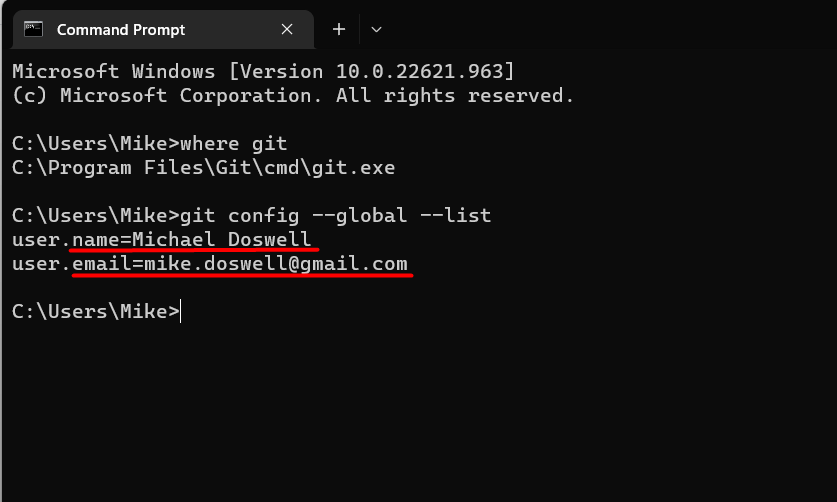 Command Prompt
Microsoft Windows [Version 10.0.22621.963]
(c) Microsoft Corporation. All rights reserved.
C:\Users\Mike>where git
C:\Program Files\Git\cmd\git.exe
C:\Users\Mike>git config --global --list
user.name=Michael Doswell
user.email=mike.doswell@gmail.com
C:\Users\Mike>